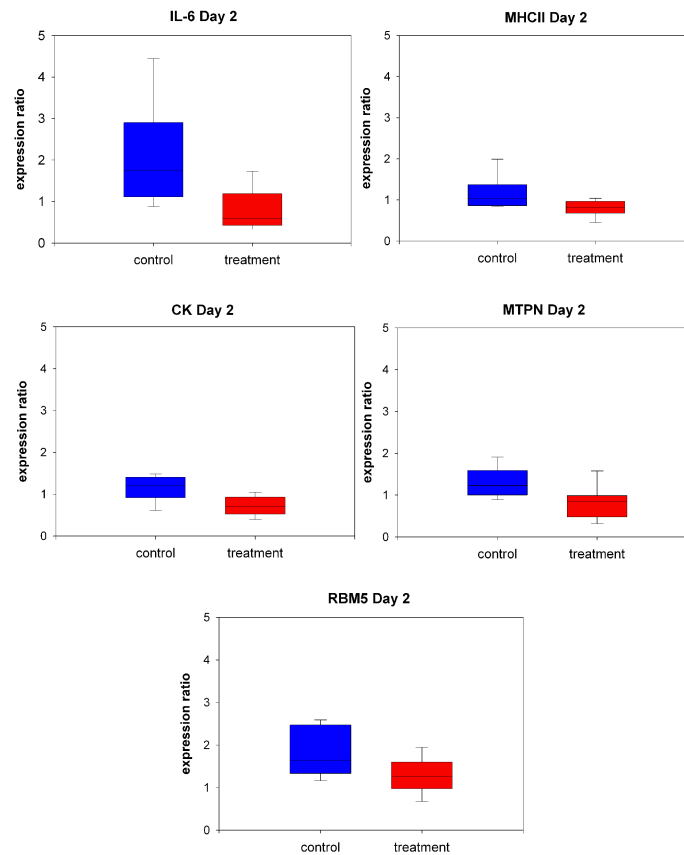 IL-6 Day 2
expression ratio
5
4
3
2
1
0
control treatment
MHCII Day 2
expression ratio
5
4
3
2
1
0
control treatment
CK Day 2
expression ratio
5
4
3
2
1
0
control treatment
MTPN Day 2
expression ratio
5
4
3
2
1
0
control treatment
RBM5 Day 2
expression ratio
5
4
3
2
1
0
control treatment